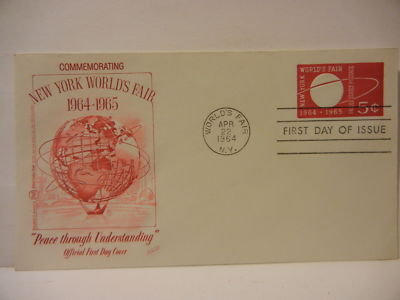 COMMEMORATING
NEW YORK WORLD'S FAIR
1964-1965
"Peace through Understanding"
Official First Day Cover
WORLD'S FAIR
APR
22
1964
N.Y.
FIRST DAY OF ISSUE
NEW YORK
WORLD'S FAIR
1964 - 1965
5¢